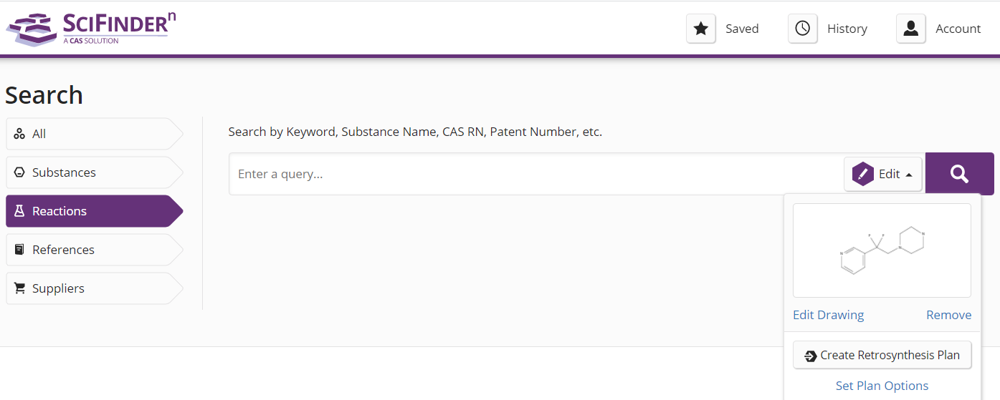 SCIFINDERⁿ
A CAS SOLUTION
Saved
History
Account
Search
All
Substances
Reactions
References
Suppliers
Search by Keyword, Substance Name, CAS RN, Patent Number, etc.
Enter a query...
Edit
F F
N
N
N
Edit Drawing
Remove
Create Retrosynthesis Plan
Set Plan Options